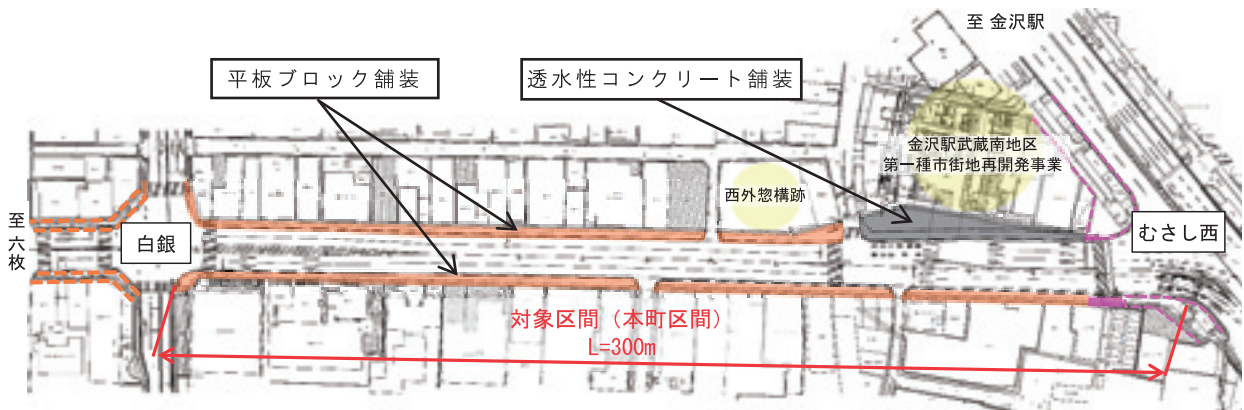 至 金沢駅
平板ブロック舗装
透水性コンクリート舗装
金沢駅武蔵南地区
第一種市街地再開発事業
西外惣構跡
至 六枚
白銀
むさし西
対象区間（本町区間）
L=300m